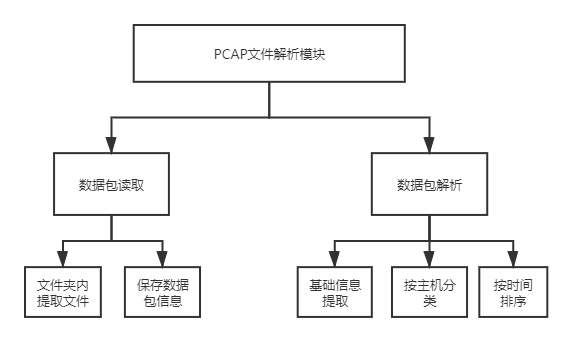 PCAP文件解析模块
数据包读取
数据包解析
文件夹内
提取文件
保存数据
包信息
基础信息
提取
按主机分
类
按时间
排序